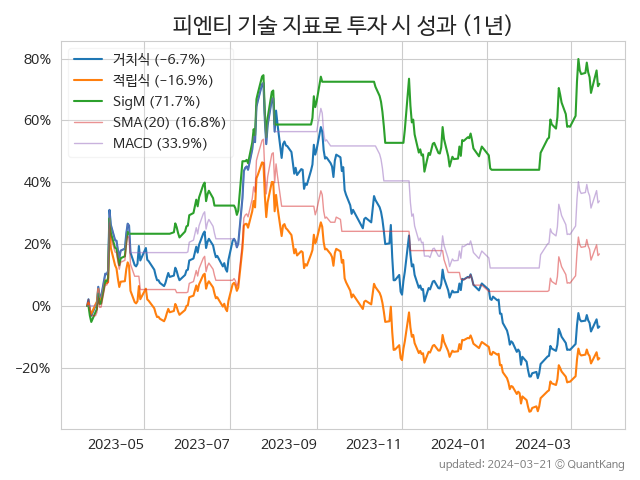 피엔티 기술 지표로 투자 시 성과 (1년)
거치식 (−6.7%)
적립식 (−16.9%)
SigM (71.7%)
SMA(20) (16.8%)
MACD (33.9%)
80%
60%
40%
20%
0%
−20%
2023-05 2023-07 2023-09 2023-11 2024-01 2024-03
updated: 2024-03-21 © QuantKang